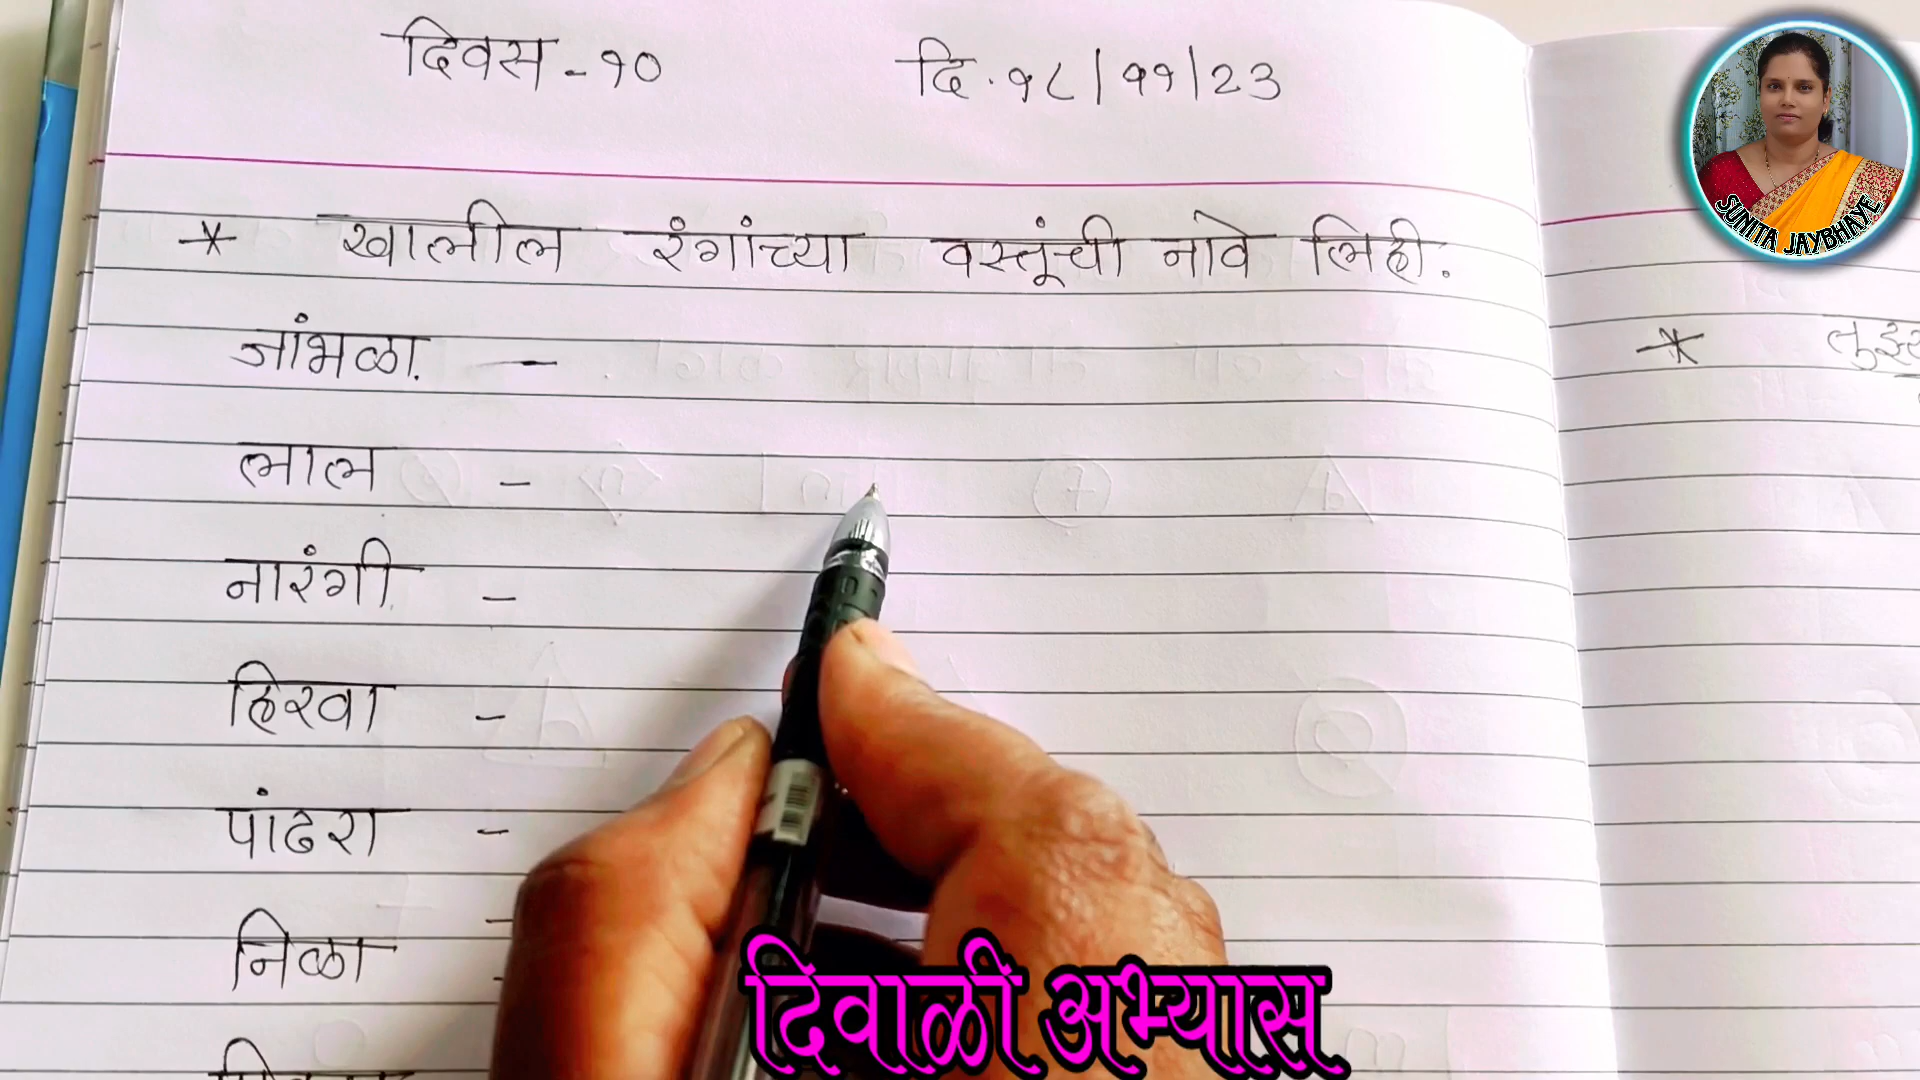 दिवस - १०
दि. १८/११/23
* खालील रंगांच्या वस्तूंची नावे लिही.
जांभळा. -
लाल -
नारंगी -
हिरवा -
पांढरा -
निळा -
*
SUNITA JAYBHAYE
दिवाळी अभ्यास